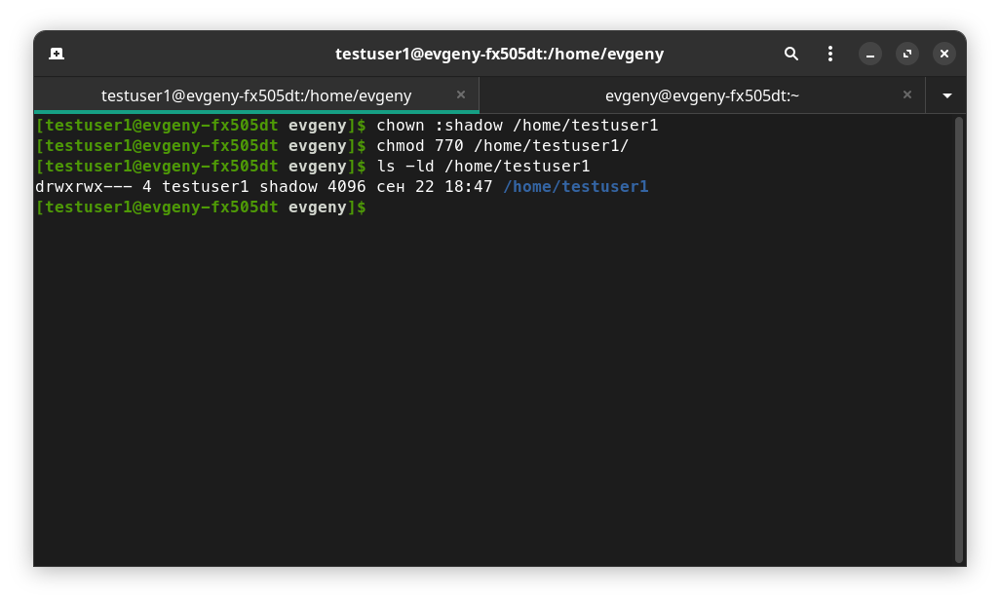 testuser1@evgeny-fx505dt:/home/evgeny
testuser1@evgeny-fx505dt:/home/evgeny
evgeny@evgeny-fx505dt:~
[testuser1@evgeny-fx505dt evgeny]$ chown :shadow /home/testuser1
[testuser1@evgeny-fx505dt evgeny]$ chmod 770 /home/testuser1/
[testuser1@evgeny-fx505dt evgeny]$ ls -ld /home/testuser1
drwxrwx--- 4 testuser1 shadow 4096 сен 22 18:47 /home/testuser1
[testuser1@evgeny-fx505dt evgeny]$